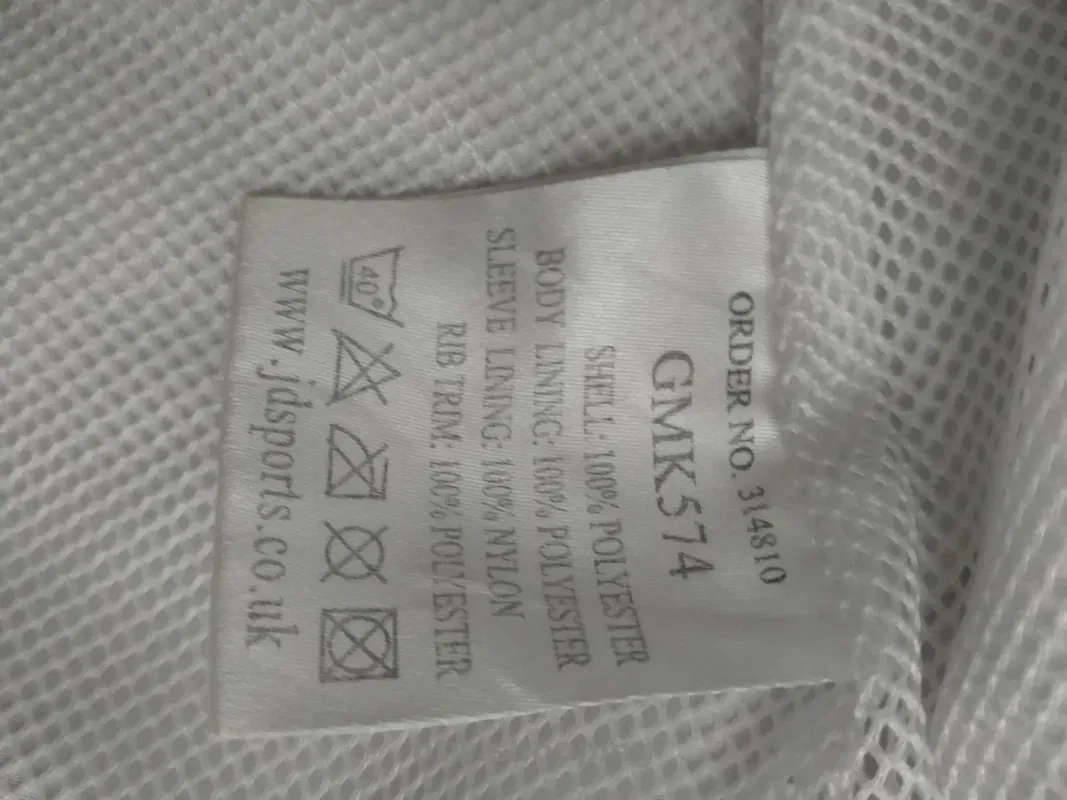 ORDER NO. 314810
GMK574
SHELL: 100% POLYESTER
BODY LINING: 100% POLYESTER
SLEEVE LINING: 100% NYLON
RIB TRIM: 100% POLYESTER
40°
www.jdsports.co.uk